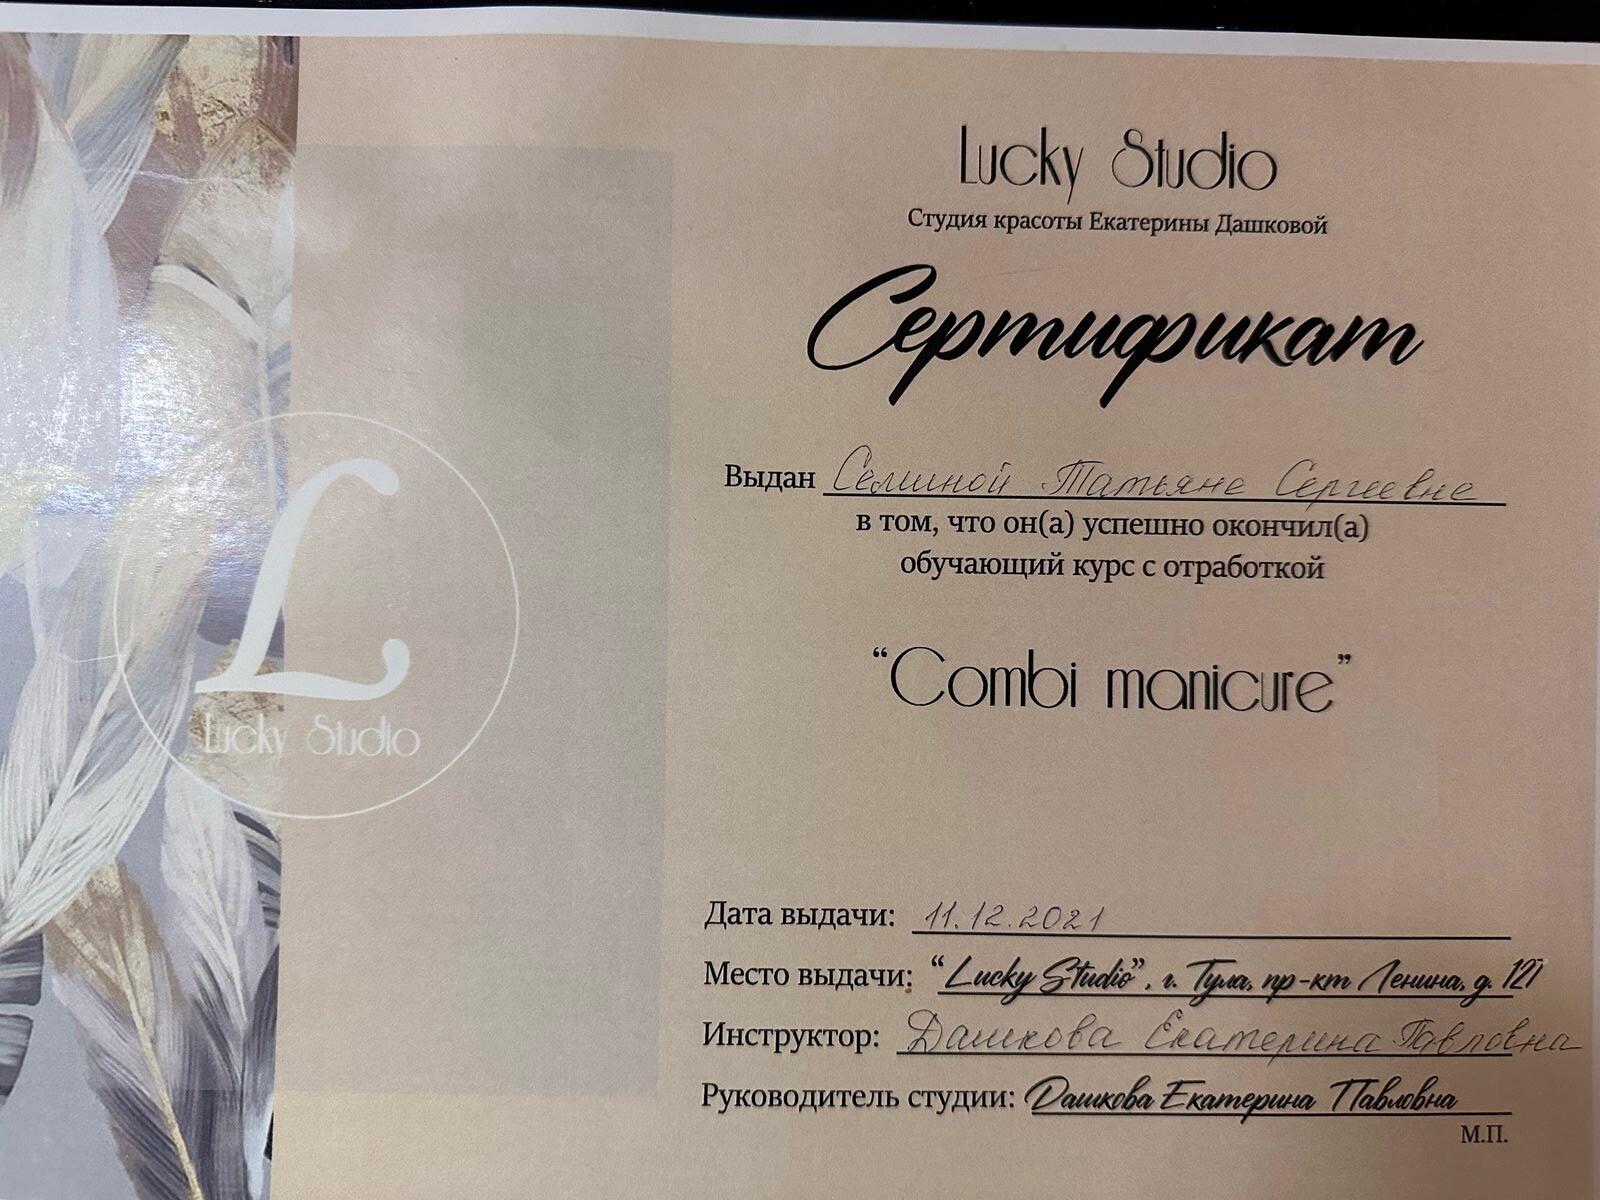 Lucky Studio
Студия красоты Екатерины Дашковой
Сертификат
Выдан Семиной Татьяне Сергеевне
в том, что он(а) успешно окончил(а)
обучающий курс с отработкой
"Combi manicure"
L
Lucky Studio
Дата выдачи: 11.12.2021
Место выдачи: "Lucky Studio", г. Тула, пр-кт Ленина, д. 121
Инструктор: Дашкова Екатерина Павловна
Руководитель студии: Дашкова Екатерина Павловна
М.П.